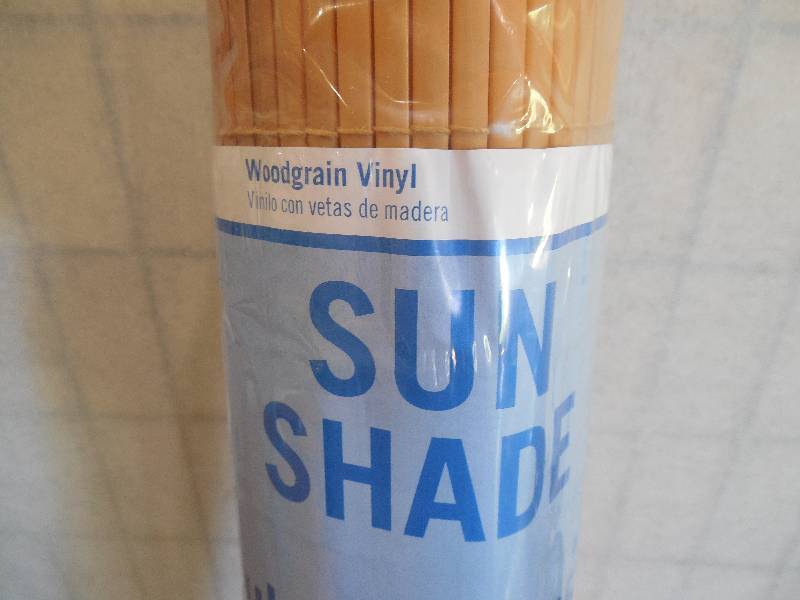 Woodgrain Vinyl
Vinilo con vetas de madera
SUN
SHADE